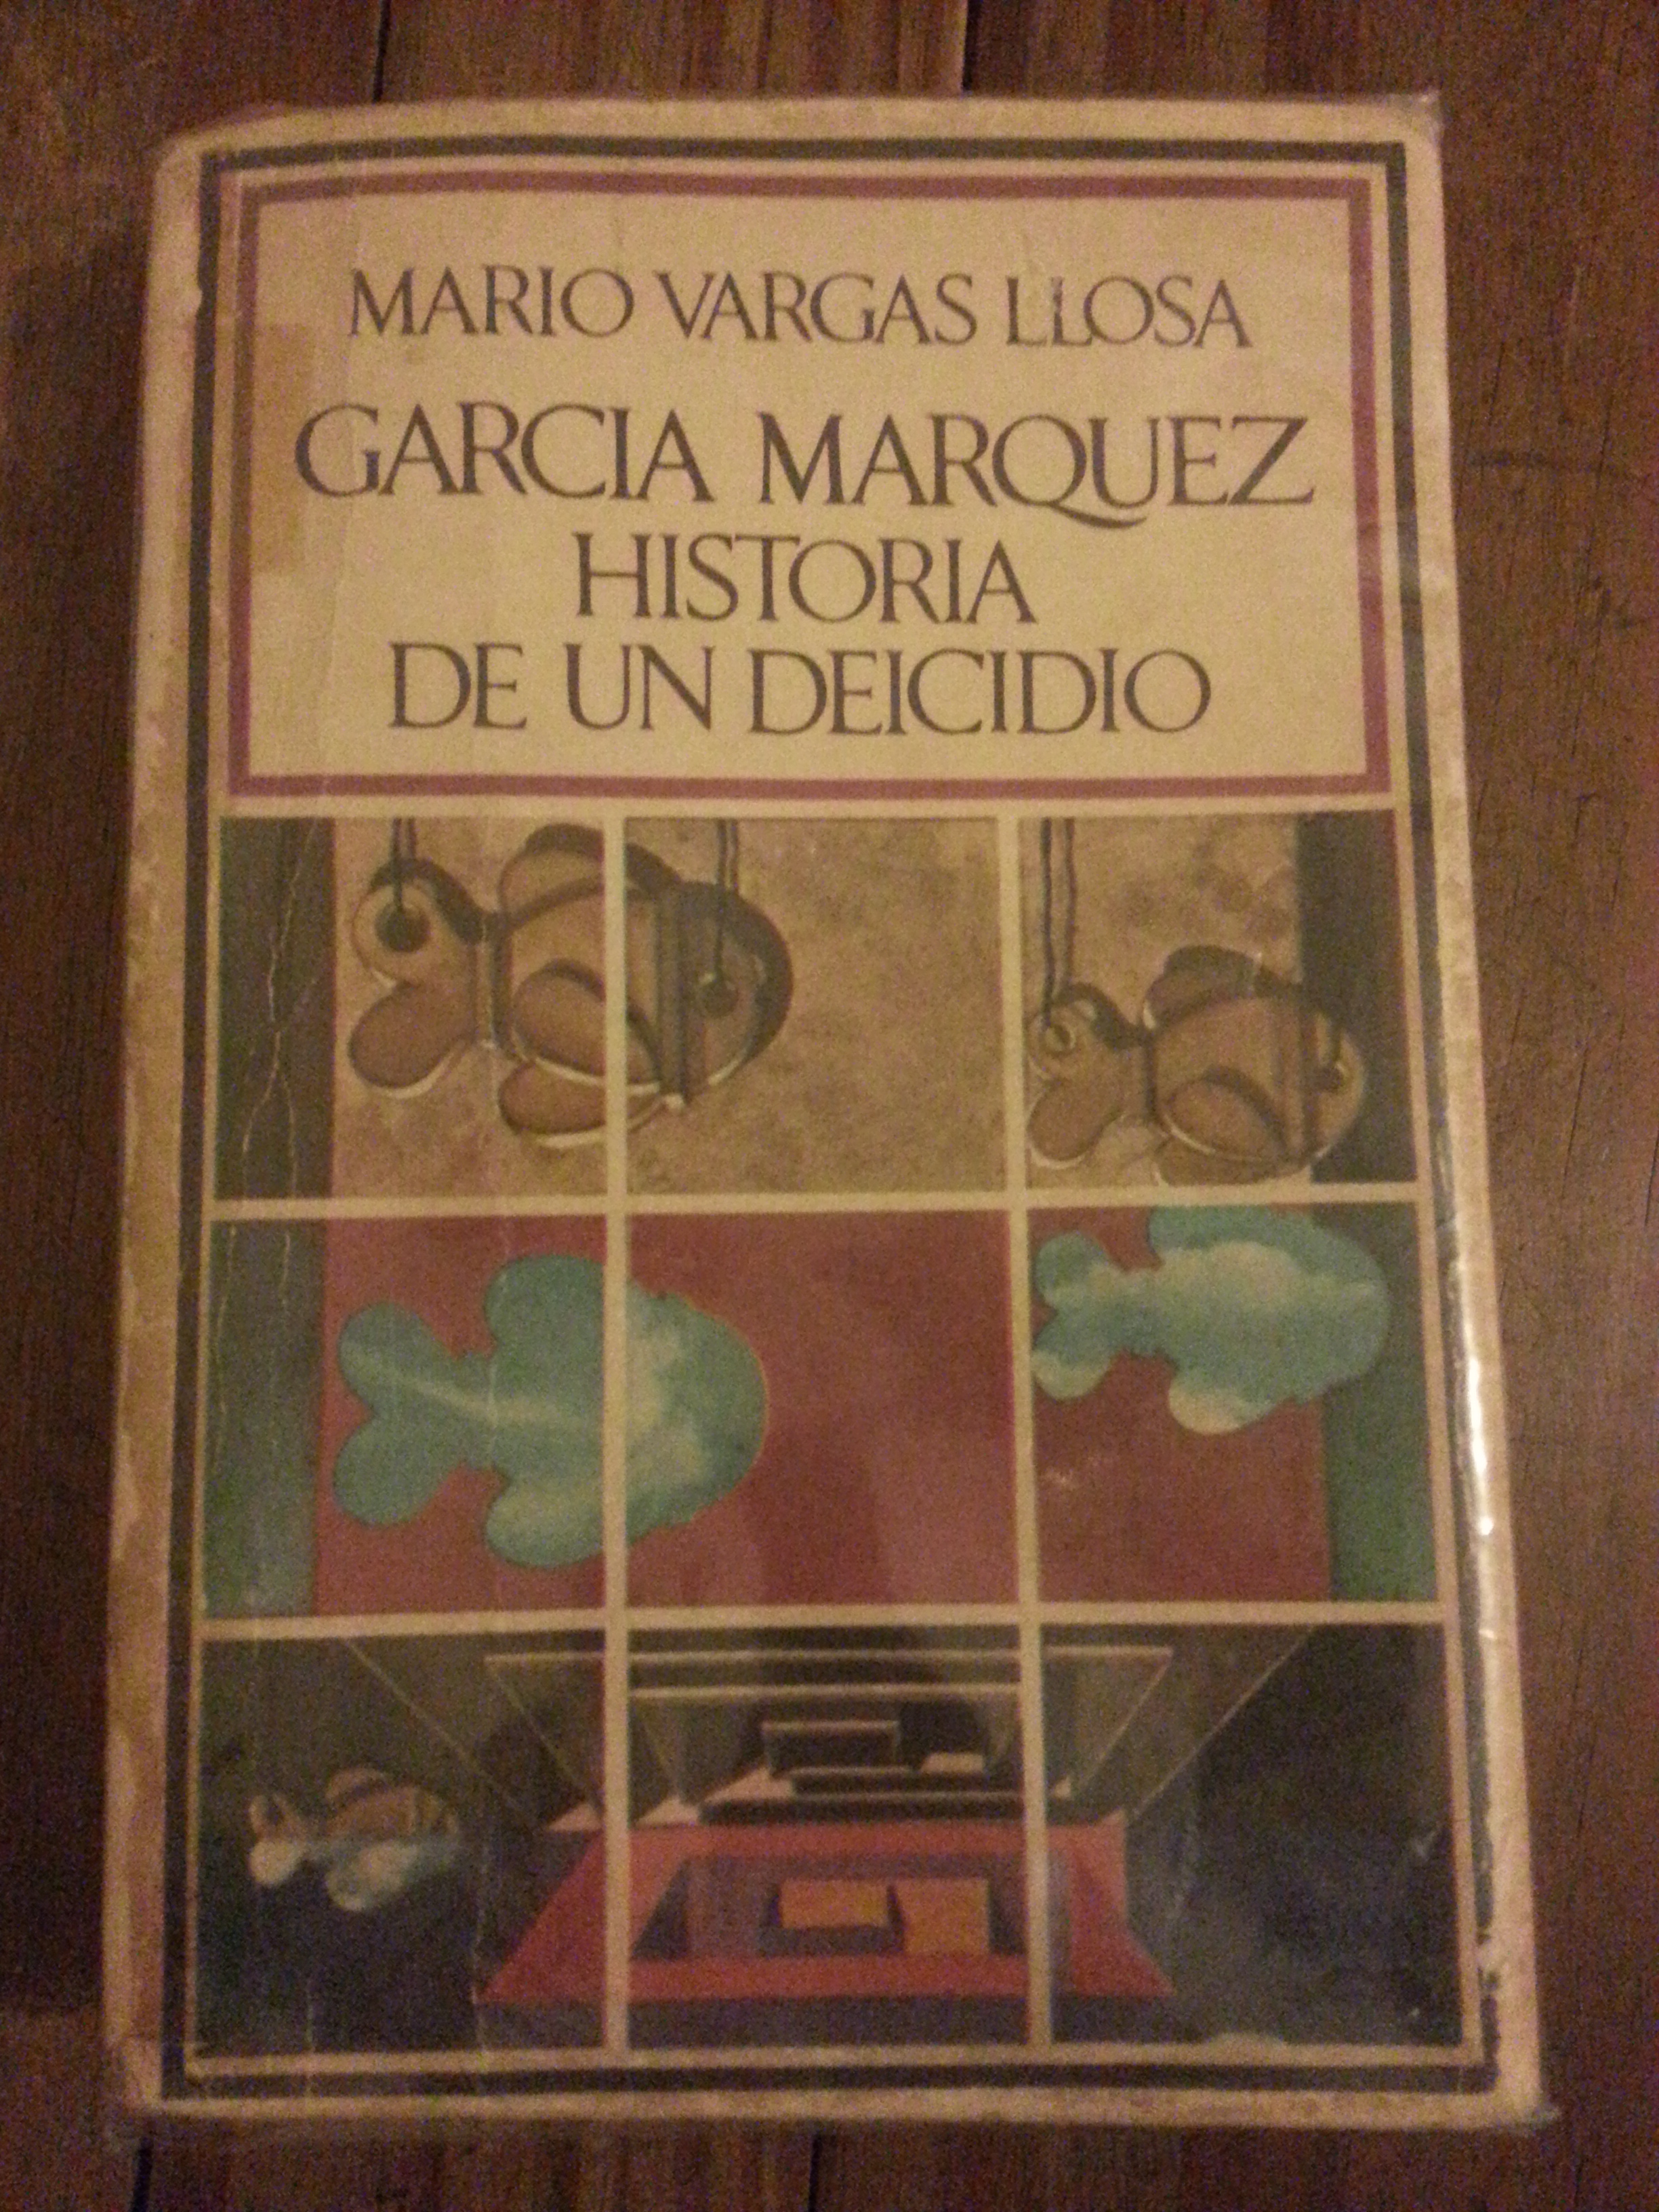 MARIO VARGAS LLOSA
GARCIA MARQUEZ
HISTORIA
DE UN DEICIDIO